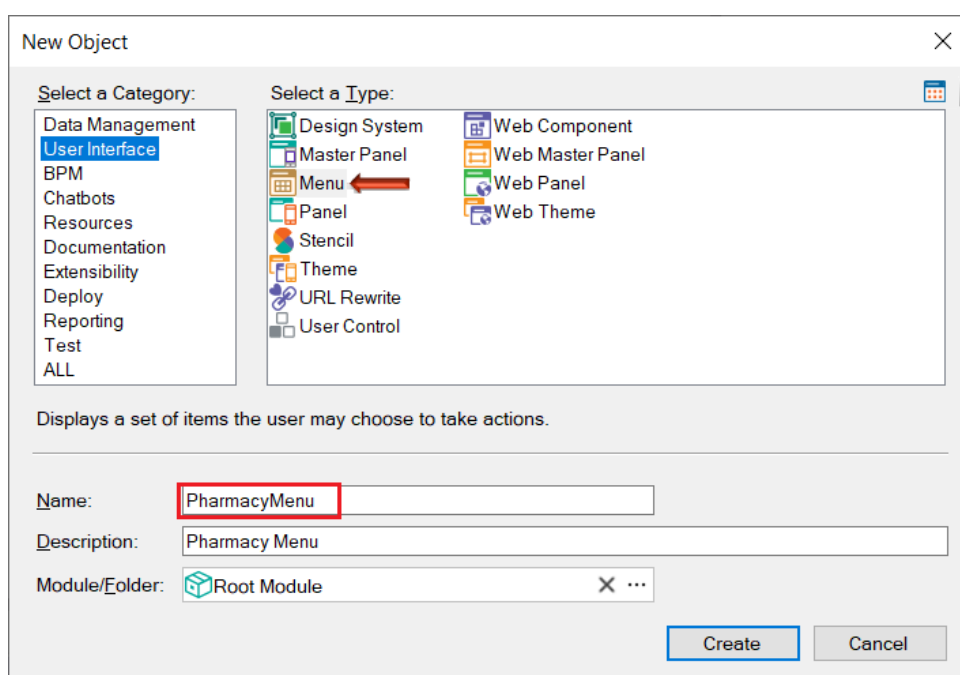 New Object
Select a Category:
Select a Type:
Data Management
User Interface
BPM
Chatbots
Resources
Documentation
Extensibility
Deploy
Reporting
Test
ALL
Design System
Master Panel
Menu
Panel
Stencil
Theme
URL Rewrite
User Control
Web Component
Web Master Panel
Web Panel
Web Theme
Displays a set of items the user may choose to take actions.
Name: PharmacyMenu
Description: Pharmacy Menu
Module/Folder: Root Module
Create Cancel